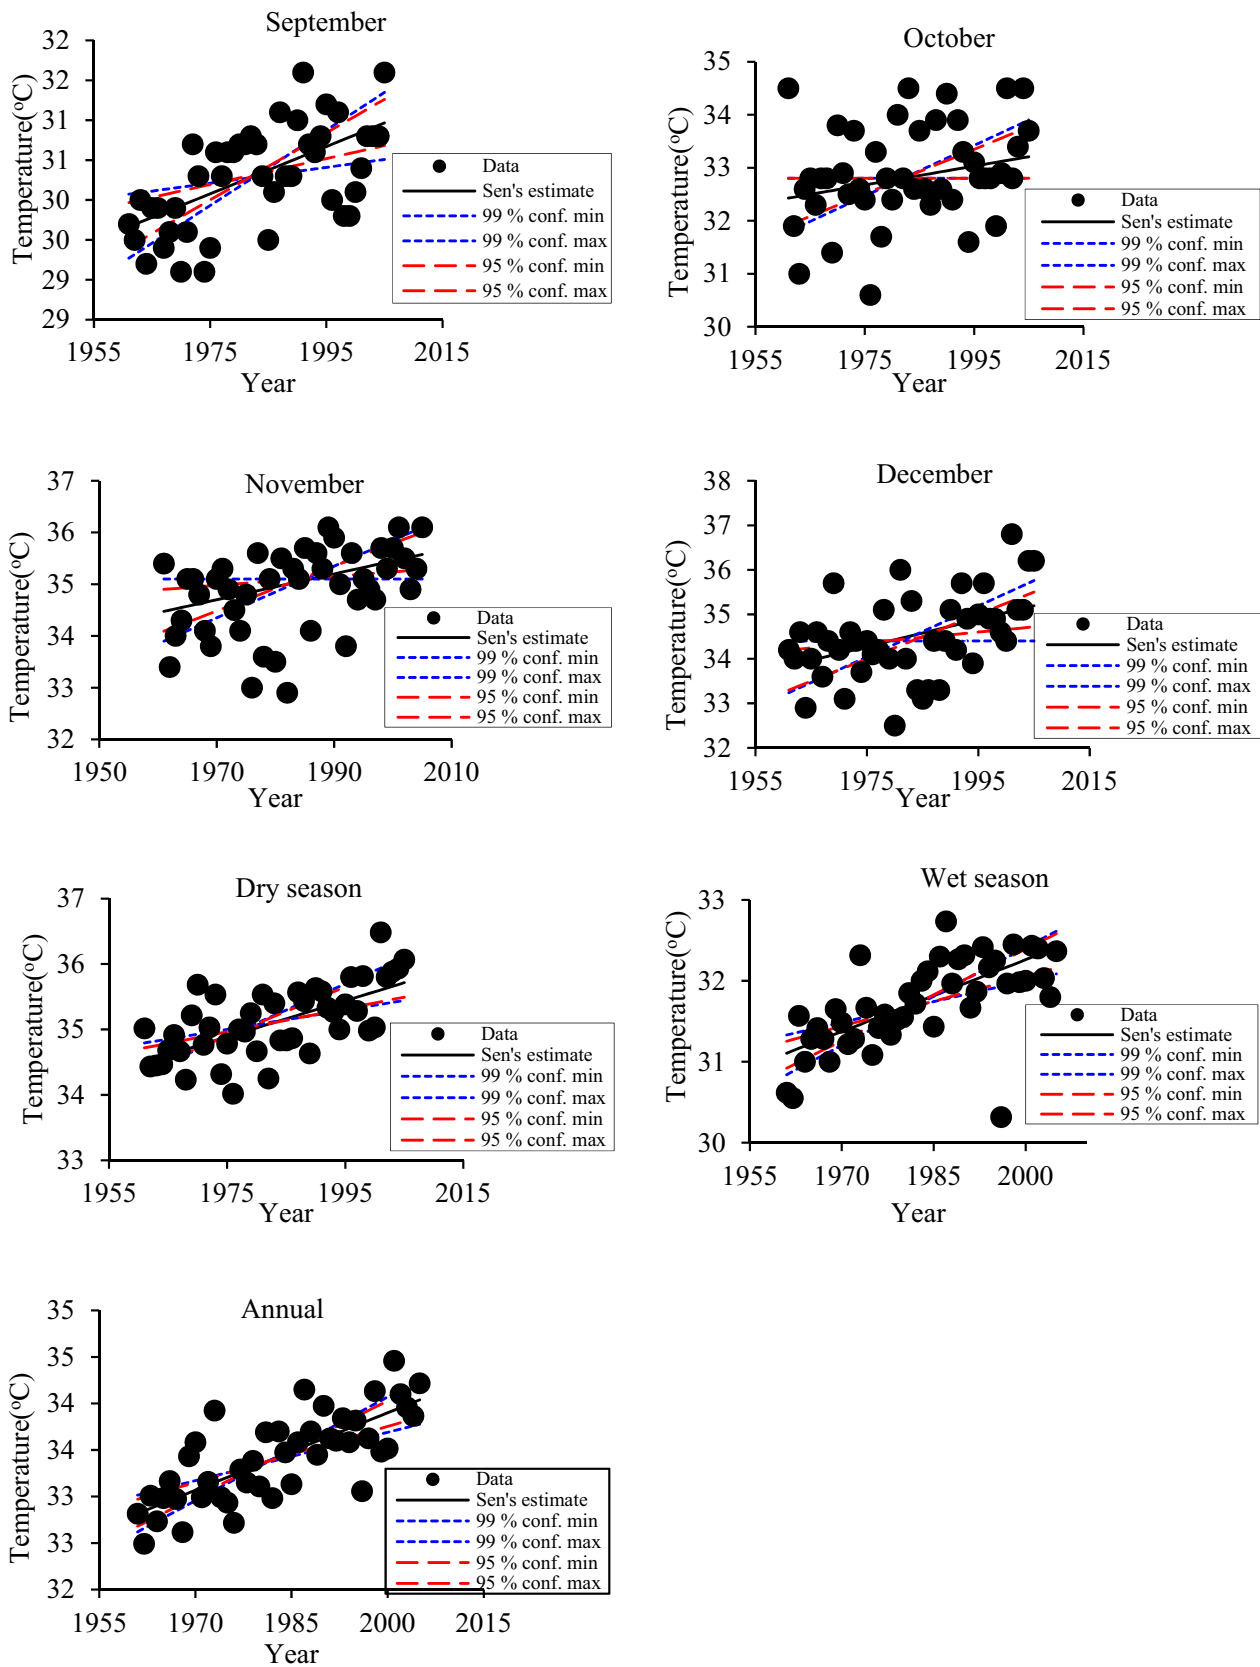 September
Temperature(°C)
32
32
31
31
30
30
29
29
1955 1975 1995 2015
Year
Data
Sen's estimate
99 % conf. min
99 % conf. max
95 % conf. min
95 % conf. max
October
Temperature(°C)
35
34
33
32
31
30
1955 1975 1995 2015
Year
Data
Sen's estimate
99 % conf. min
99 % conf. max
95 % conf. min
95 % conf. max
November
Temperature(°C)
37
36
35
34
33
32
1950 1970 1990 2010
Year
Data
Sen's estimate
99 % conf. min
99 % conf. max
95 % conf. min
95 % conf. max
December
Temperature(°C)
38
37
36
35
34
33
32
1955 1975 1995 2015
Year
Data
Sen's estimate
99 % conf. min
99 % conf. max
95 % conf. min
95 % conf. max
Dry season
Temperature(°C)
37
36
35
34
33
1955 1975 1995 2015
Year
Data
Sen's estimate
99 % conf. min
99 % conf. max
95 % conf. min
95 % conf. max
Wet season
Temperature(°C)
33
32
31
30
1955 1970 1985 2000
Year
Data
Sen's estimate
99 % conf. min
99 % conf. max
95 % conf. min
95 % conf. max
Annual
Temperature(°C)
35
35
34
34
33
33
32
1955 1970 1985 2000 2015
Year
Data
Sen's estimate
99 % conf. min
99 % conf. max
95 % conf. min
95 % conf. max